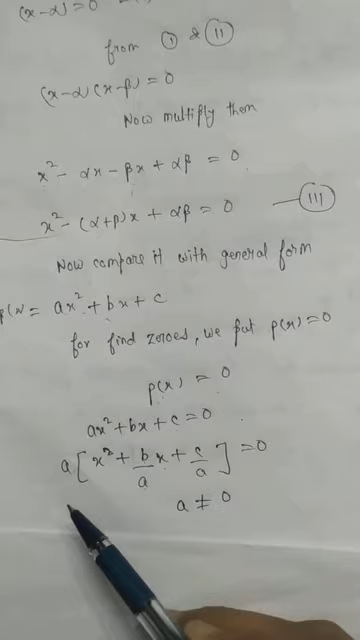 (x-α)=0
from Ⓘ & Ⓘ Ⓘ
(x-α)(x-β)=0
Now multiply them
x² - αx - βx + αβ = 0
x² - (α+β)x + αβ = 0 — (III)
Now compare it with general form
p(x) = ax² + bx + c
for find zeroes, we put p(x)=0
p(x) = 0
ax² + bx + c = 0
a[x² + b/a x + c/a] = 0
a ≠ 0